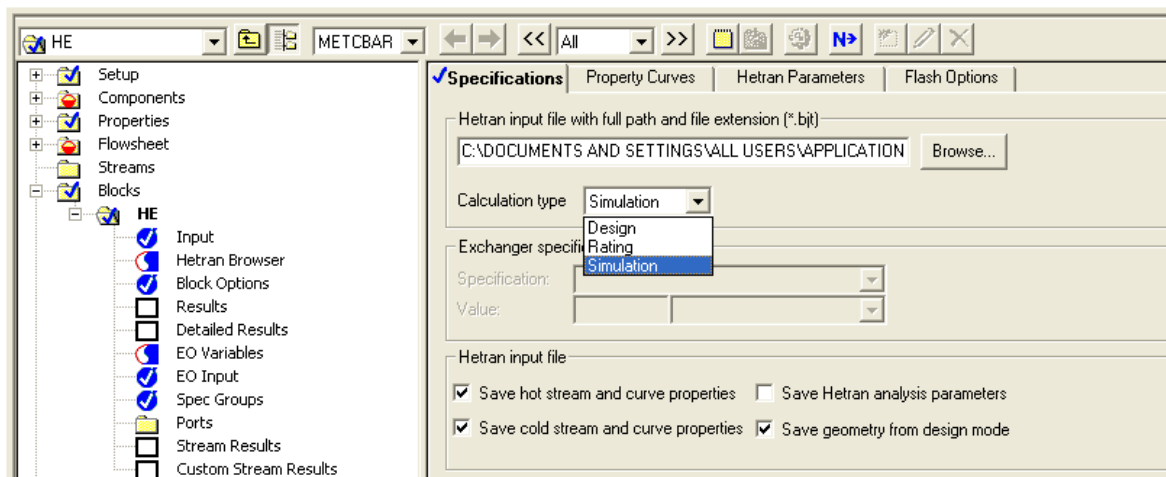 HE METCBAR << All >> N
Setup
Components
Properties
Flowsheet
Streams
Blocks
HE
Input
Hetran Browser
Block Options
Results
Detailed Results
EO Variables
EO Input
Spec Groups
Ports
Stream Results
Custom Stream Results
Specifications Property Curves Hetran Parameters Flash Options
Hetran input file with full path and file extension (*.bjt)
C:\DOCUMENTS AND SETTINGS\ALL USERS\APPLICATION Browse...
Calculation type Simulation
Design
Rating
Simulation
Exchanger specifi
Specification:
Value:
Hetran input file
Save hot stream and curve properties Save Hetran analysis parameters
Save cold stream and curve properties Save geometry from design mode